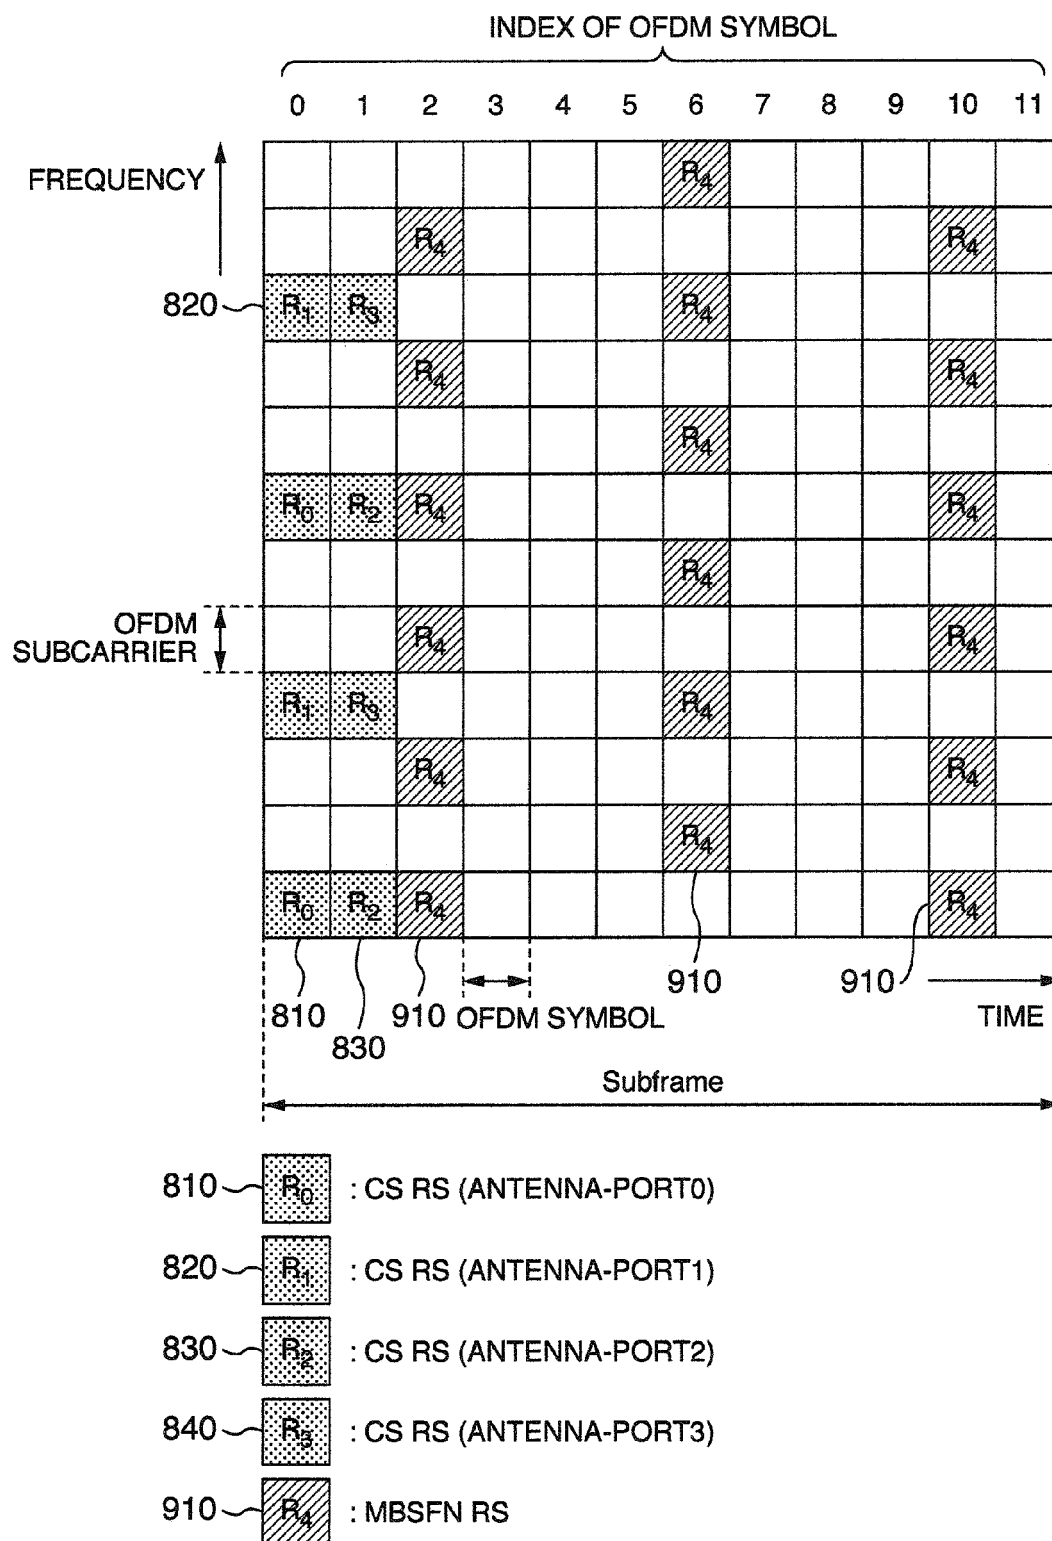 INDEX OF OFDM SYMBOL
0 1 2 3 4 5 6 7 8 9 10 11
FREQUENCY
R4
R4 R4
820 R1 R3 R4
R4 R4
R4
R0 R2 R4 R4
R4
OFDM
SUBCARRIER
R4 R4
R1 R3 R4
R4 R4
R4
R0 R2 R4 R4
810 830 910 OFDM SYMBOL 910 910 TIME
Subframe
810 R0 : CS RS (ANTENNA-PORT0)
820 R1 : CS RS (ANTENNA-PORT1)
830 R2 : CS RS (ANTENNA-PORT2)
840 R3 : CS RS (ANTENNA-PORT3)
910 R4 : MBSFN RS